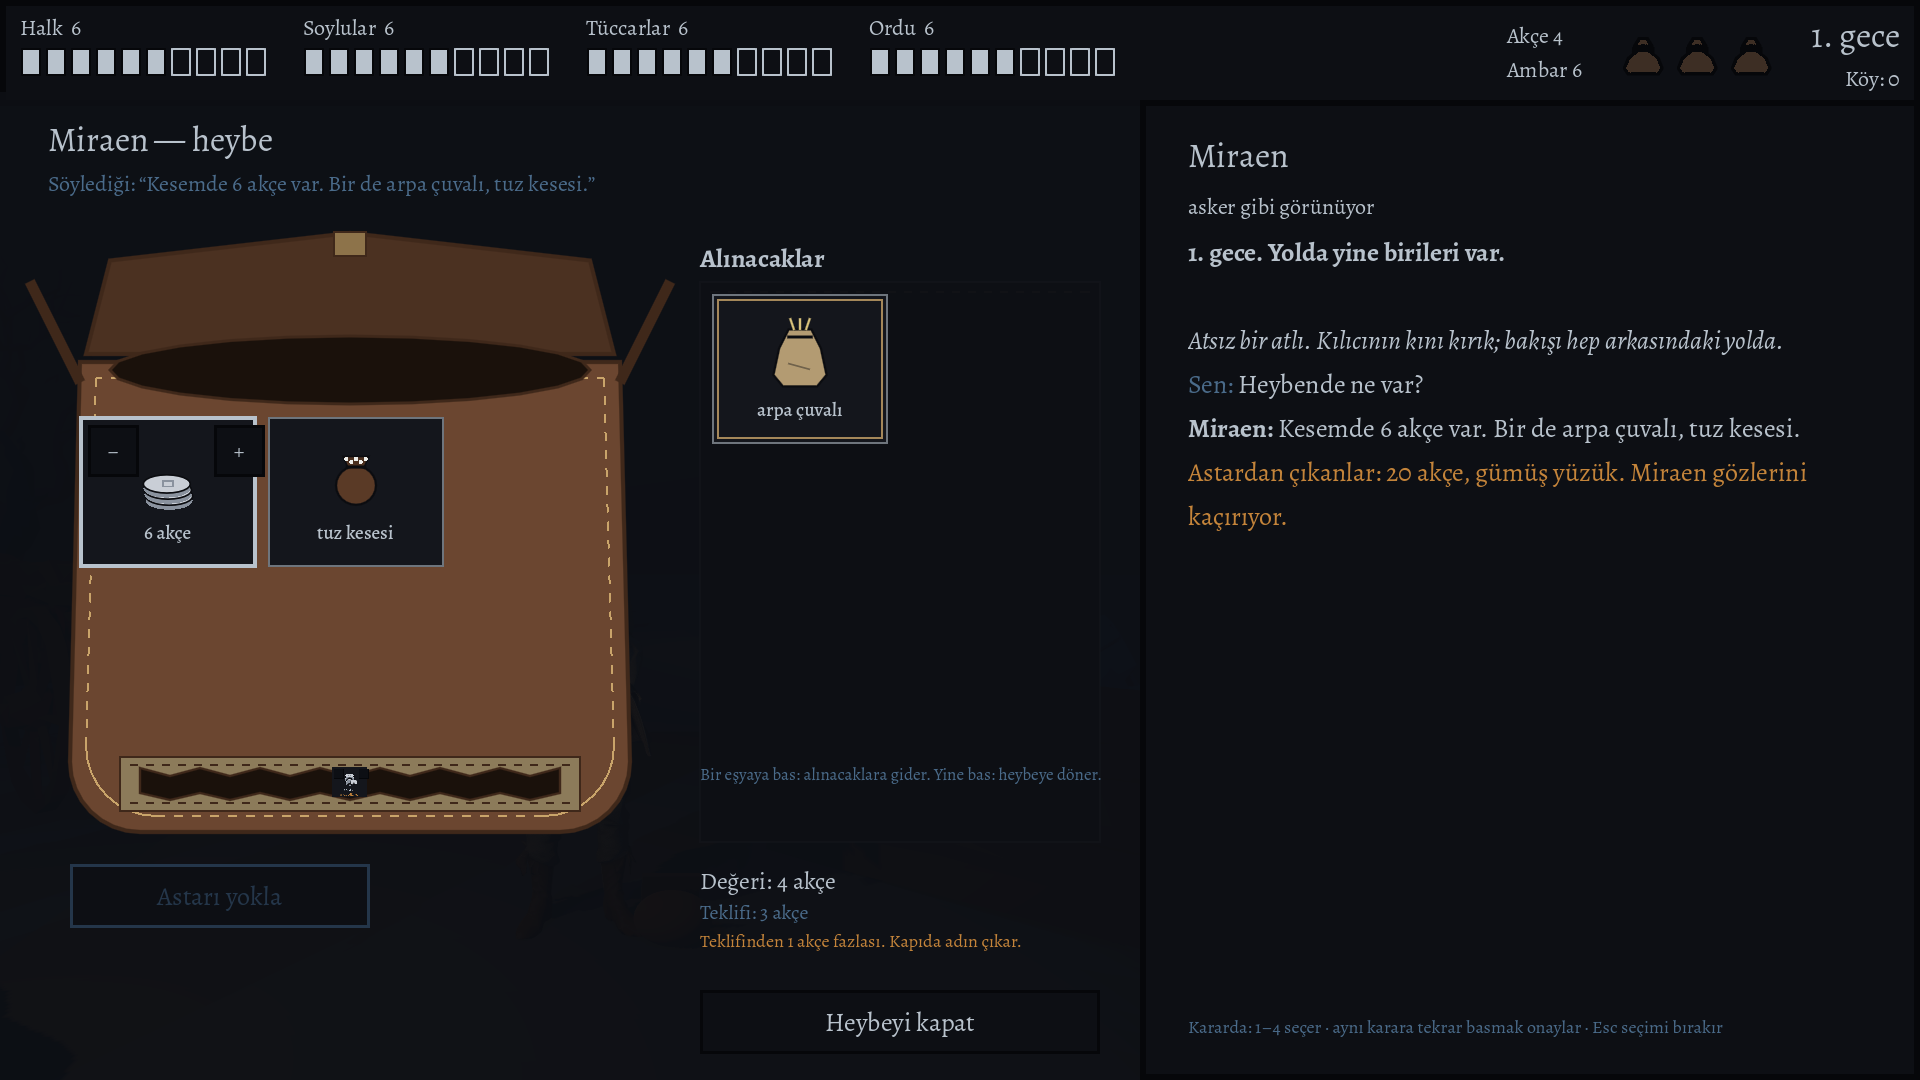 Halk 6
Soylular 6
Tüccarlar 6
Ordu 6
Akçe 4
Ambar 6
1. gece
Köy: 0
Miraen — heybe
Söylediği: “Kesemde 6 akçe var. Bir de arpa çuvalı, tuz kesesi.”
Alınacaklar
arpa çuvalı
−
+
6 akçe
tuz kesesi
Bir eşyaya bas: alınacaklara gider. Yine bas: heybeye döner.
Astarı yokla
Değeri: 4 akçe
Teklifi: 3 akçe
Teklifinden 1 akçe fazlası. Kapıda adın çıkar.
Heybeyi kapat
Miraen
asker gibi görünüyor
1. gece. Yolda yine birileri var.
Atsız bir atlı. Kılıcının kını kırık; bakışı hep arkasındaki yolda.
Sen: Heybende ne var?
Miraen: Kesemde 6 akçe var. Bir de arpa çuvalı, tuz kesesi.
Astardan çıkanlar: 20 akçe, gümüş yüzük. Miraen gözlerini
kaçırıyor.
Kararda: 1–4 seçer · aynı karara tekrar basmak onaylar · Esc seçimi bırakır